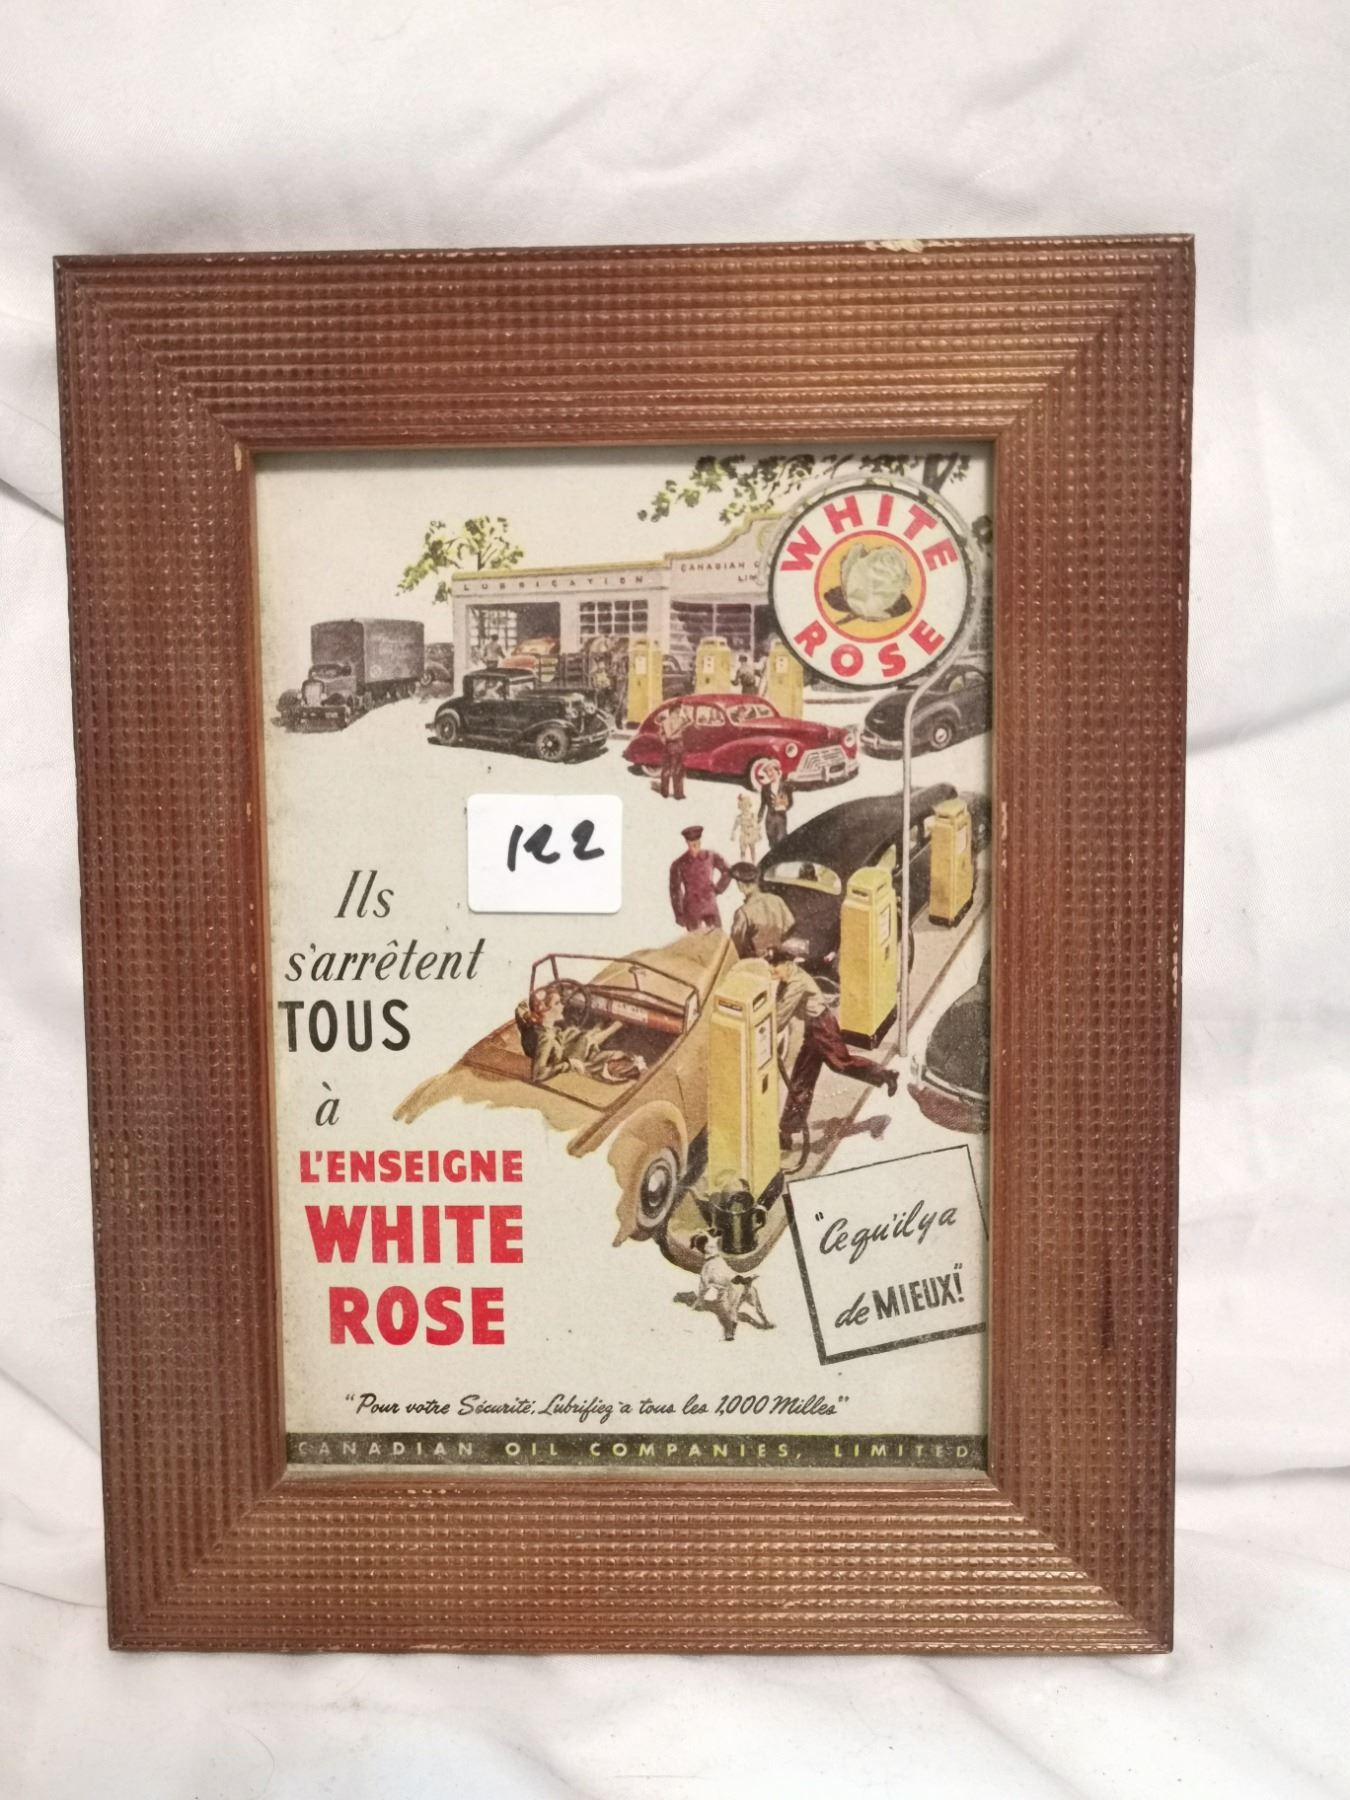 WHITE
ROSE
LUBRICATION
CANADIAN
122
Ils
s'arrêtent
TOUS
à
L'ENSEIGNE
WHITE
ROSE
"Ce qu'il y a
de MIEUX!"
"Pour votre Sécurité, Lubrifiez à tous les 1,000 Milles"
CANADIAN OIL COMPANIES, LIMITED